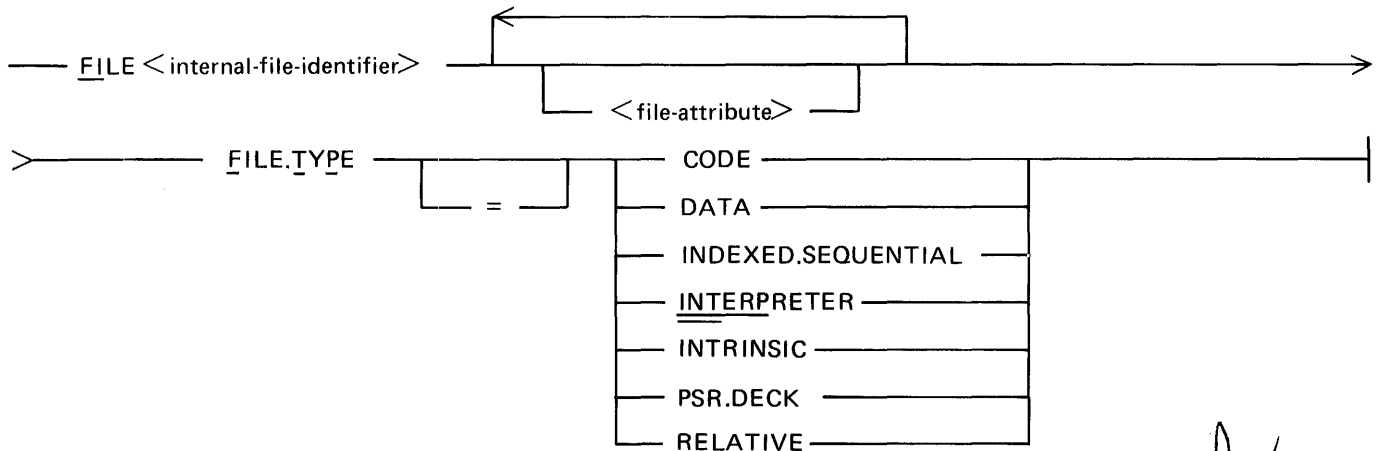 FILE <internal-file-identifier>
<file-attribute>
FILE.TYPE
=
CODE
DATA
INDEXED.SEQUENTIAL
INTERPRETER
INTRINSIC
PSR.DECK
RELATIVE